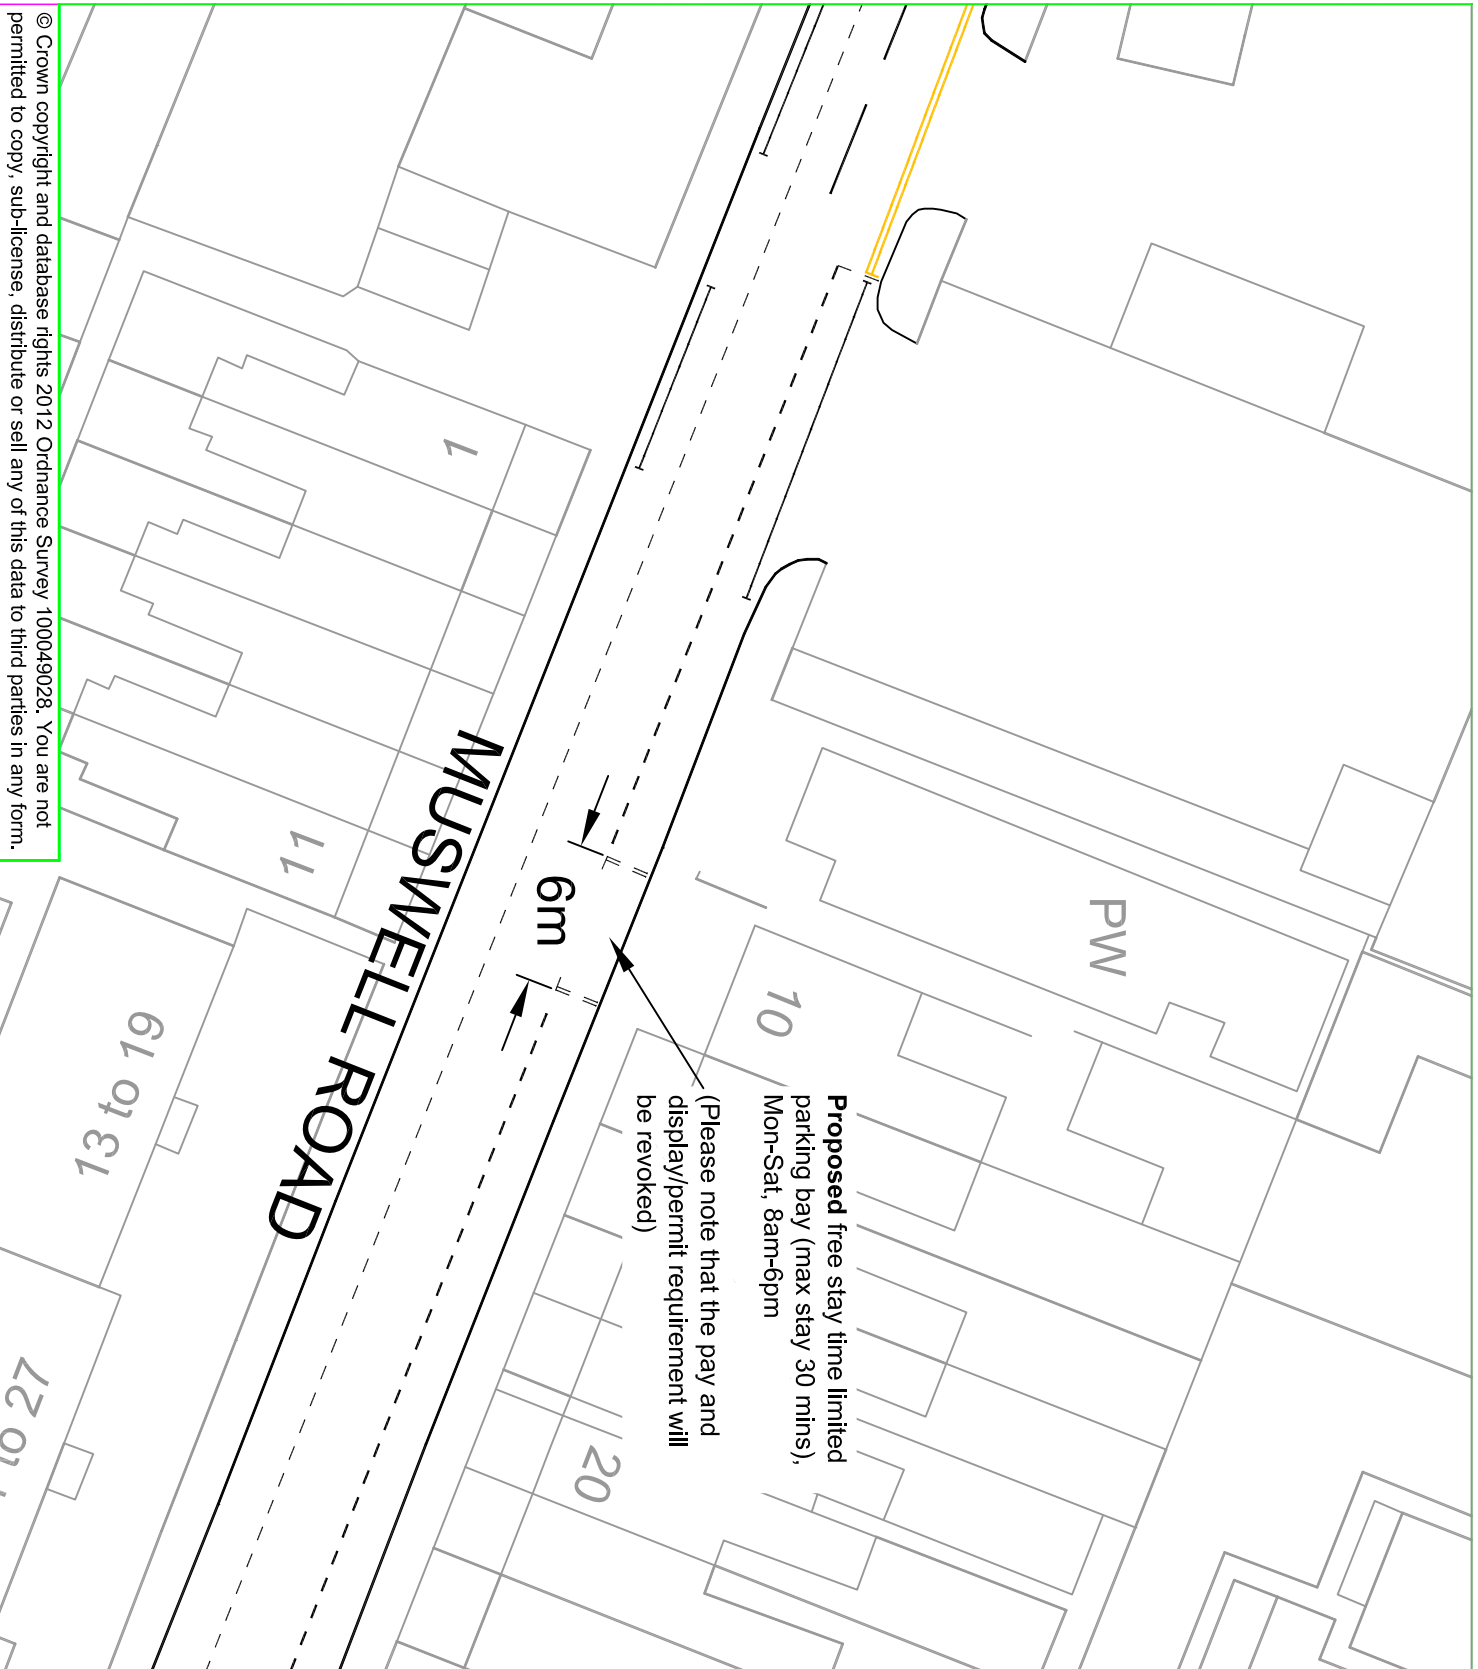 © Crown copyright and database rights 2012 Ordnance Survey 100049028. You are not
permitted to copy, sub-license, distribute or sell any of this data to third parties in any form.
PW
Proposed free stay time limited
parking bay (max stay 30 mins),
Mon-Sat, 8am-6pm
(Please note that the pay and
display/permit requirement will
be revoked)
10
20
6m
MUSWELL ROAD
1
11
13 to 19
to 27